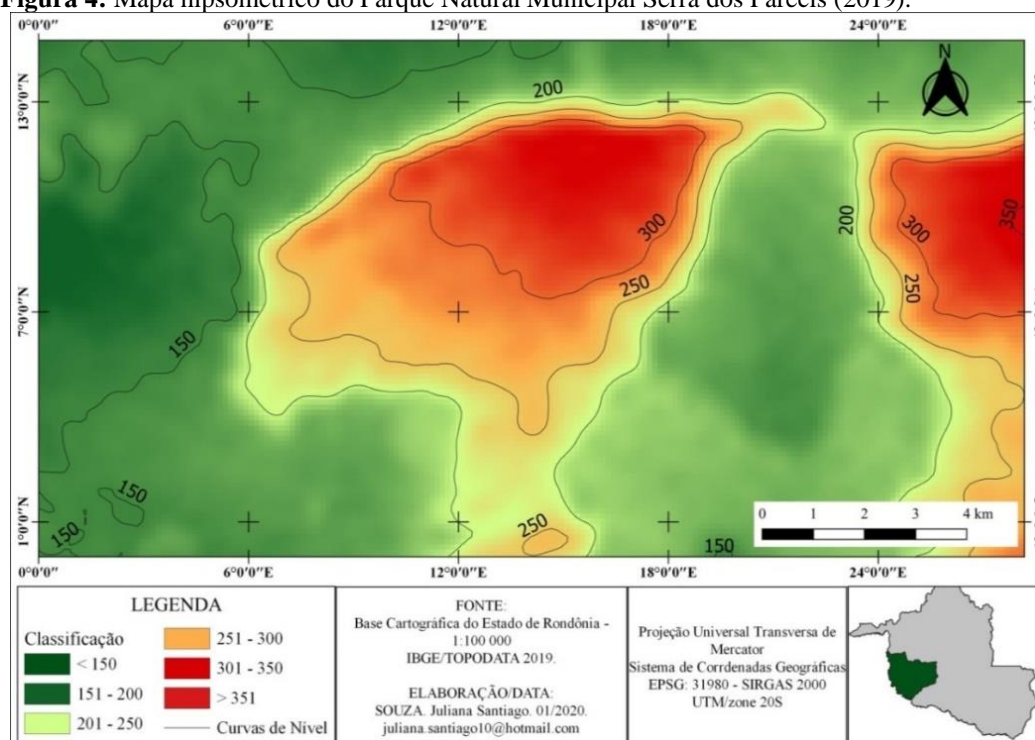 Figura 4: Mapa hipsométrico do Parque Natural Municipal Serra dos Parecis (2019).
0°0'0"E 6°0'0"E 12°0'0"E 18°0'0"E 24°0'0"E
N
13°0'0"N
7°0'0"N
1°0'0"N
200
300
250
200
300
350
250
150
150
150
250
150
0 1 2 3 4 km
0°0'0"E 6°0'0"E 12°0'0"E 18°0'0"E 24°0'0"E
LEGENDA
Classificação
< 150
151 - 200
201 - 250
251 - 300
301 - 350
> 351
Curvas de Nível
FONTE:
Base Cartográfica do Estado de Rondônia -
1:100 000
IBGE/TOPODATA 2019.
ELABORAÇÃO/DATA:
SOUZA. Juliana Santiago. 01/2020.
juliana.santiago10@hotmail.com
Projeção Universal Transversa de
Mercator
Sistema de Corrdenadas Geográficas
EPSG: 31980 - SIRGAS 2000
UTM/zone 20S